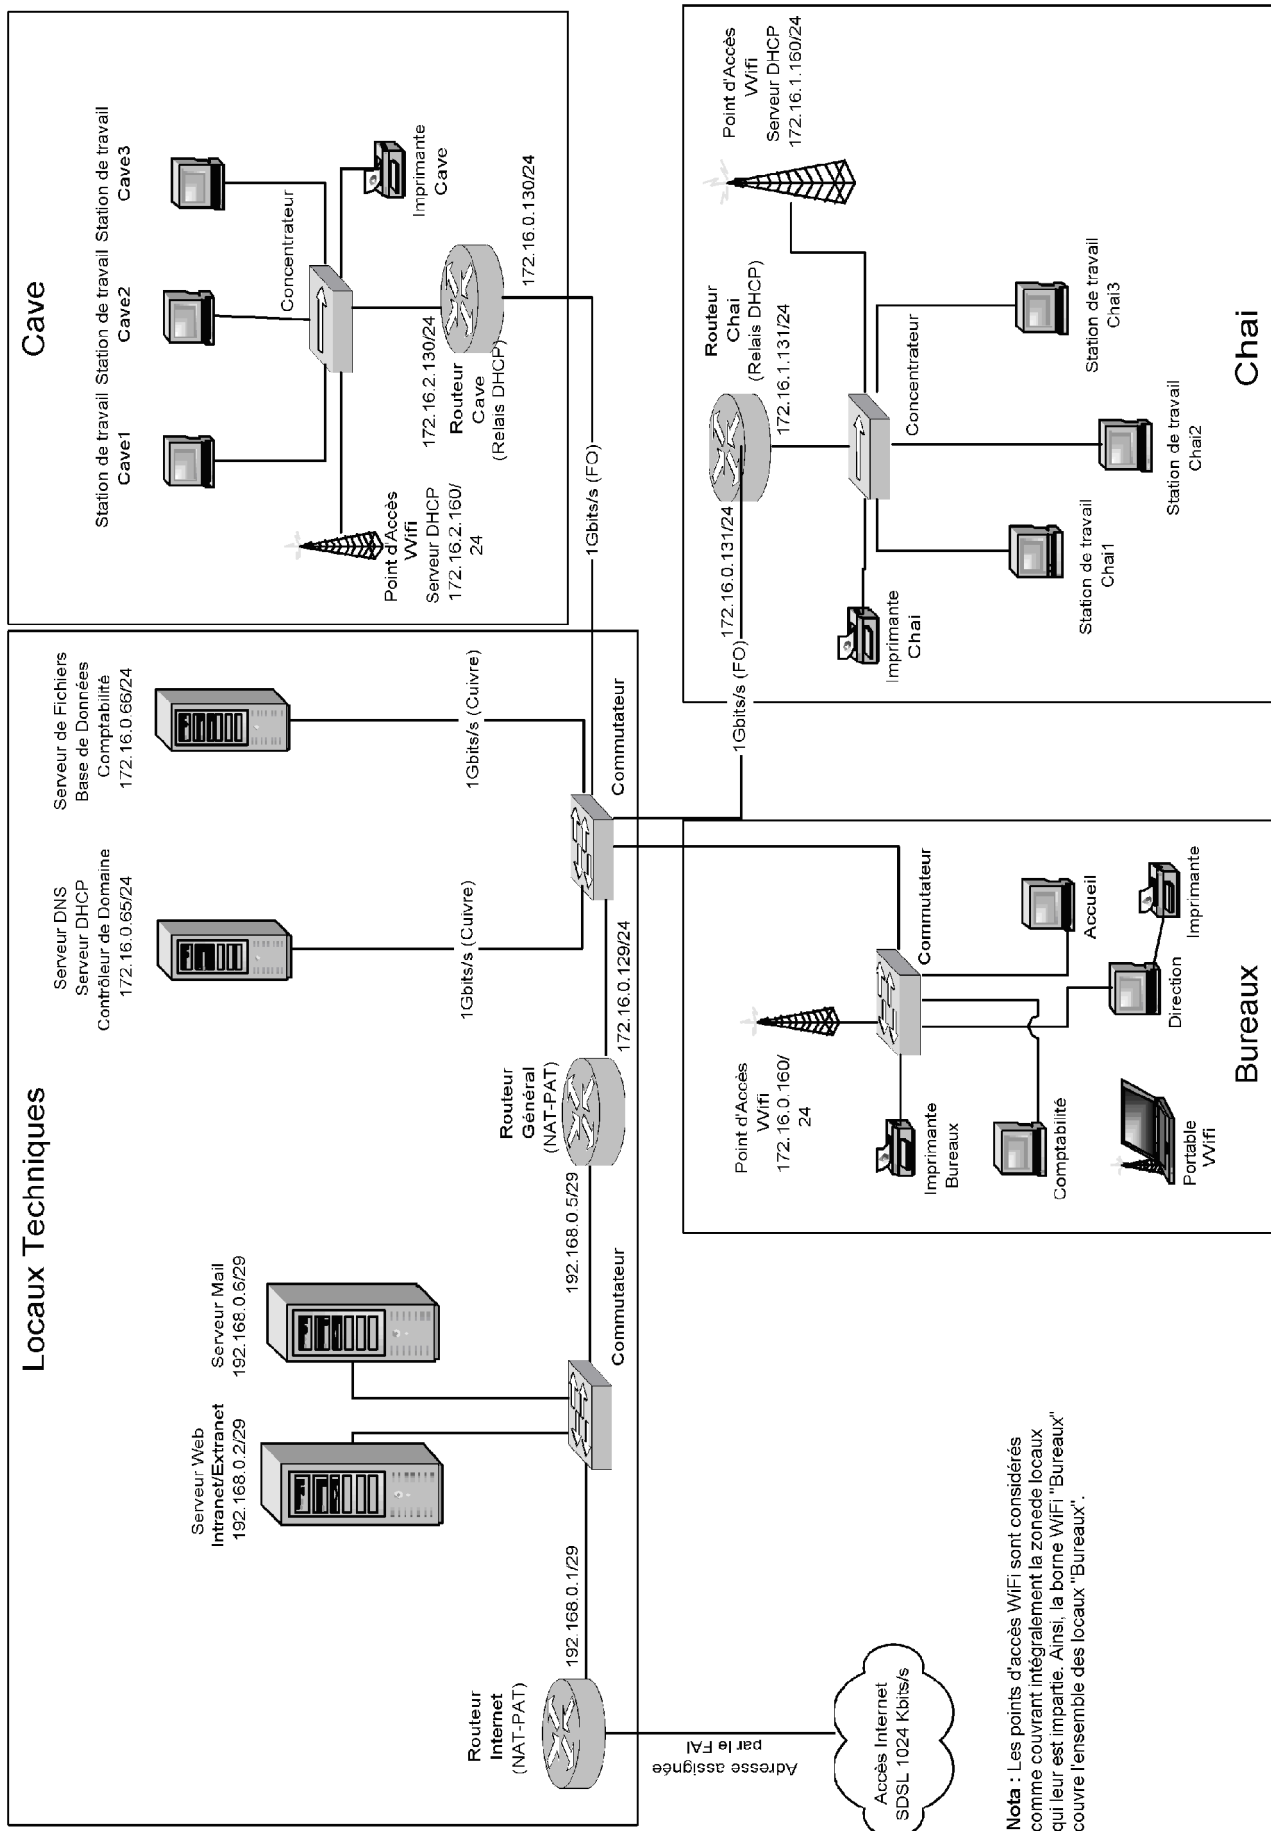 Locaux Techniques
Serveur Web
Intranet/Extranet
192.168.0.2/29
Serveur Mail
192.168.0.6/29
Serveur DNS
Serveur DHCP
Contrôleur de Domaine
172.16.0.65/24
Serveur de Fichiers
Base de Données
Comptabilité
172.16.0.66/24
1Gbits/s (Cuivre)
1Gbits/s (Cuivre)
Routeur
Internet
(NAT-PAT)
192.168.0.1/29
Commutateur
192.168.0.5/29
Routeur
Général
(NAT-PAT)
172.16.0.129/24
Commutateur
Adresse assignée
par le FAI
Accès Internet
SDSL 1024 Kbits/s
Cave
Station de travail
Cave1
Station de travail
Cave2
Station de travail
Cave3
Concentrateur
Point d'Accès
Wifi
Serveur DHCP
172.16.2.160/
24
172.16.2.130/24
Routeur
Cave
(Relais DHCP)
Imprimante
Cave
172.16.0.130/24
1Gbits/s (FO)
1Gbits/s (FO)
172.16.0.131/24
Routeur
Chai
(Relais DHCP)
172.16.1.131/24
Point d'Accès
Wifi
Serveur DHCP
172.16.1.160/24
Concentrateur
Imprimante
Chai
Station de travail
Chai1
Station de travail
Chai2
Station de travail
Chai3
Chai
Point d'Accès
Wifi
172.16.0.160/
24
Commutateur
Imprimante
Bureaux
Comptabilité
Accueil
Portable
Wifi
Direction
Imprimante
Bureaux
Nota : Les points d'accès WiFi sont considérés
comme couvrant intégralement la zonede locaux
qui leur est impartie. Ainsi, la borne WiFi "Bureaux"
couvre l'ensemble des locaux "Bureaux".